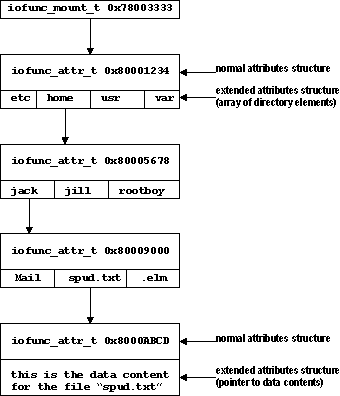 iofunc_mount_t 0x78003333
iofunc_attr_t 0x80001234
normal attributes structure
etc home usr var
extended attributes structure
(array of directory elements)
iofunc_attr_t 0x80005678
jack jill rootboy
iofunc_attr_t 0x80009000
Mail spud.txt .elm
iofunc_attr_t 0x8000ABCD
normal attributes structure
this is the data content
for the file “spud.txt”
extended attributes structure
(pointer to data contents)